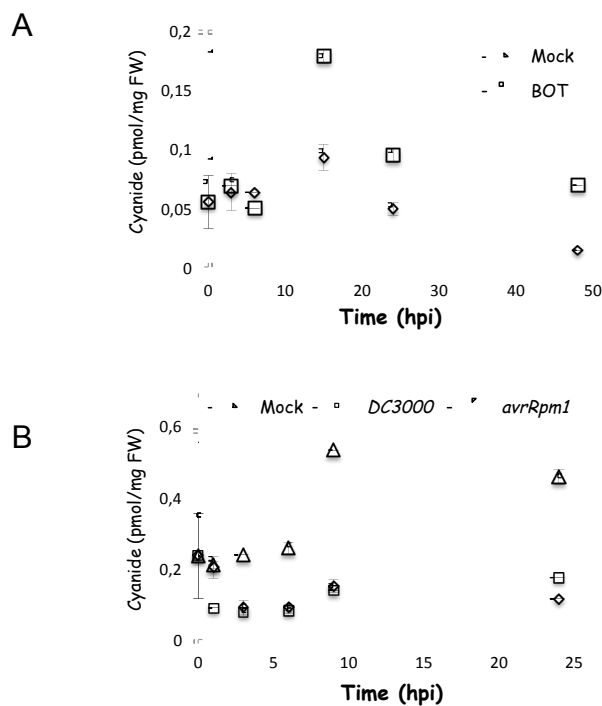 A
Cyanide (pmol/mg FW)
0,2
0,15
0,1
0,05
0
Mock
BOT
0 10 20 30 40 50
Time (hpi)
B
Mock DC3000 avrRpm1
Cyanide (pmol/mg FW)
0,6
0,4
0,2
0
0 5 10 15 20 25
Time (hpi)